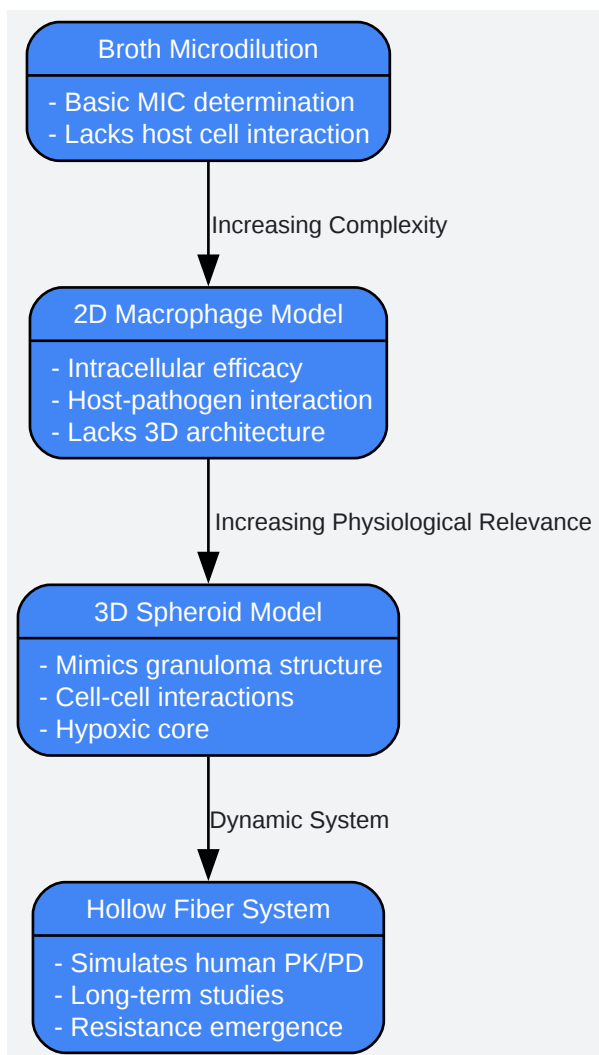 Broth Microdilution
- Basic MIC determination
- Lacks host cell interaction
Increasing Complexity
2D Macrophage Model
- Intracellular efficacy
- Host-pathogen interaction
- Lacks 3D architecture
Increasing Physiological Relevance
3D Spheroid Model
- Mimics granuloma structure
- Cell-cell interactions
- Hypoxic core
Dynamic System
Hollow Fiber System
- Simulates human PK/PD
- Long-term studies
- Resistance emergence